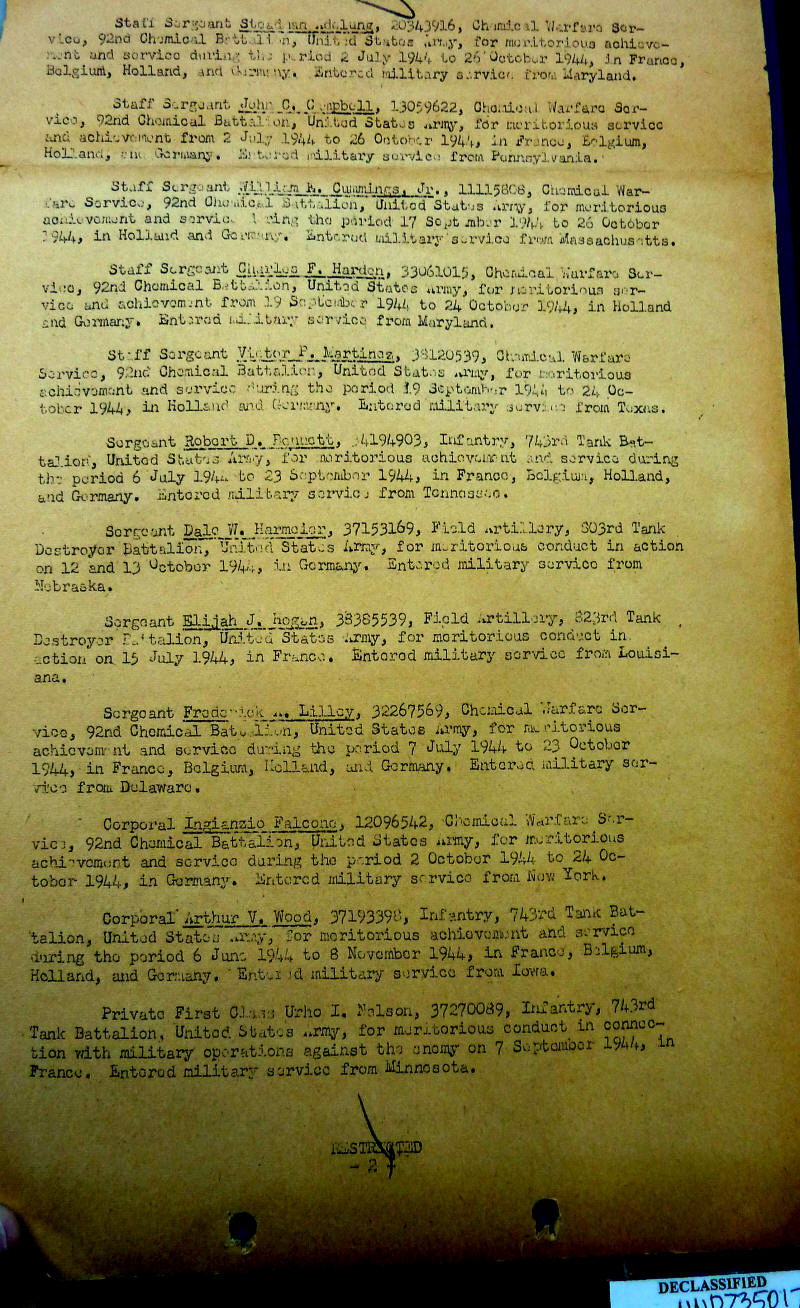 Staff Sergeant Stedman Adelung, 20343916, Chemical Warfare Ser-
vice, 92nd Chemical Battalion, United States Army, for meritorious achieve-
ment and service during the period 2 July 1944 to 26 October 1944, in France,
Belgium, Holland, and Germany. Entered military service from Maryland.
Staff Sergeant John C. Campbell, 13059622, Chemical Warfare Ser-
vice, 92nd Chemical Battalion, United States Army, for meritorious service
and achievement from 2 July 1944 to 26 October 1944, in France, Belgium,
Holland, and Germany. Entered military service from Pennsylvania.
Staff Sergeant William A. Cummings, Jr., 11115808, Chemical War-
fare Service, 92nd Chemical Battalion, United States Army, for meritorious
achievement and service during the period 17 September 1944 to 26 October
1944, in Holland and Germany. Entered military service from Massachusetts.
Staff Sergeant Charles F. Harden, 33061015, Chemical Warfare Ser-
vice, 92nd Chemical Battalion, United States Army, for meritorious ser-
vice and achievement from 19 September 1944 to 24 October 1944, in Holland
and Germany. Entered military service from Maryland.
Staff Sergeant Victor P. Martinez, 38120539, Chemical Warfare
Service, 92nd Chemical Battalion, United States Army, for meritorious
achievement and service during the period 19 September 1944 to 24 Oc-
tober 1944, in Holland and Germany. Entered military service from Texas.
Sergeant Robert D. Bennett, 34194903, Infantry, 743rd Tank Bat-
talion, United States Army, for meritorious achievement and service during
the period 6 July 1944 to 23 September 1944, in France, Belgium, Holland,
and Germany. Entered military service from Tennessee.
Sergeant Dale W. Harmeier, 37153169, Field Artillery, 803rd Tank
Destroyer Battalion, United States Army, for meritorious conduct in action
on 12 and 13 October 1944, in Germany. Entered military service from
Nebraska.
Sergeant Elijah J. Hogan, 38385539, Field Artillery, 823rd Tank
Destroyer Battalion, United States Army, for meritorious conduct in
action on 15 July 1944, in France. Entered military service from Louisi-
ana.
Sergeant Frederick A. Lilley, 32267569, Chemical Warfare Ser-
vice, 92nd Chemical Battalion, United States Army, for meritorious
achievement and service during the period 7 July 1944 to 23 October
1944, in France, Belgium, Holland, and Germany. Entered military ser-
vice from Delaware.
Corporal Ingianzio Falcone, 12096542, Chemical Warfare Ser-
vice, 92nd Chemical Battalion, United States Army, for meritorious
achievement and service during the period 2 October 1944 to 24 Oc-
tober 1944, in Germany. Entered military service from New York.
Corporal Arthur V. Wood, 37193398, Infantry, 743rd Tank Bat-
talion, United States Army, for meritorious achievement and service
during the period 6 June 1944 to 8 November 1944, in France, Belgium,
Holland, and Germany. Entered military service from Iowa.
Private First Class Urho I. Nelson, 37270089, Infantry, 743rd
Tank Battalion, United States Army, for meritorious conduct in connec-
tion with military operations against the enemy on 7 September 1944, in
France. Entered military service from Minnesota.
RESTRICTED
- 2 -
DECLASSIFIED